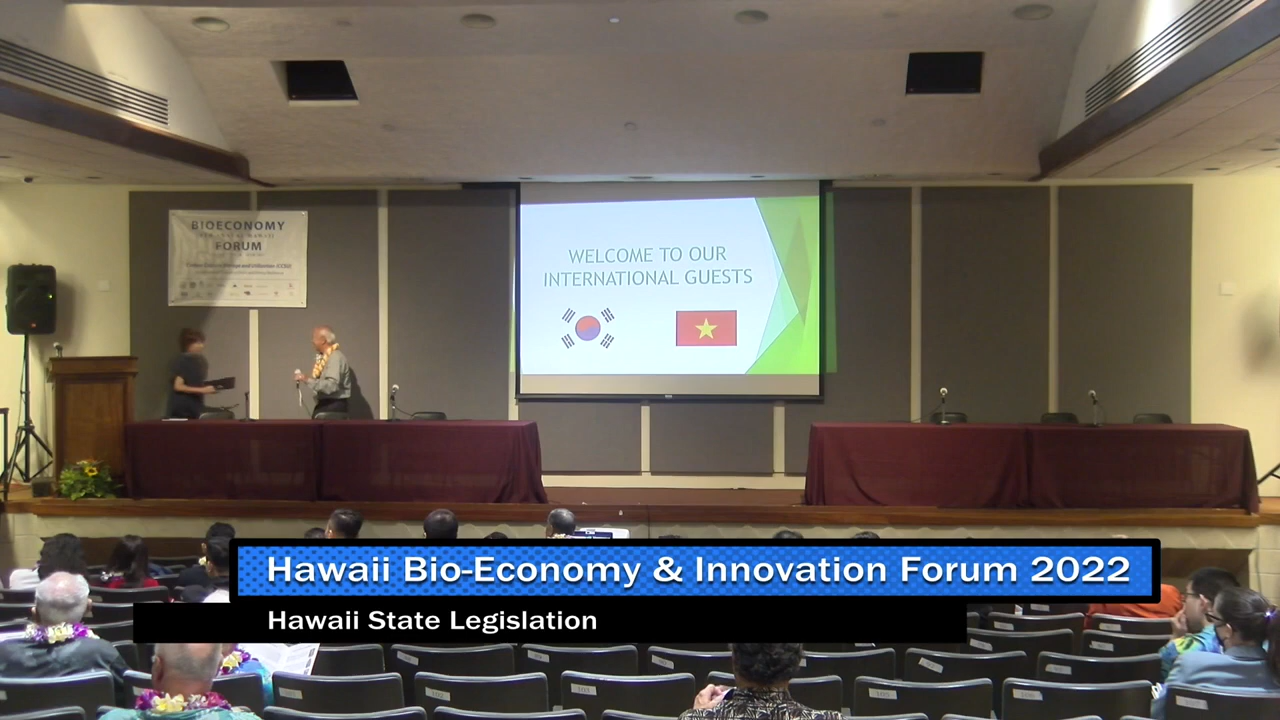 BIOECONOMY
FORUM
WELCOME TO OUR
INTERNATIONAL GUESTS
Hawaii Bio-Economy & Innovation Forum 2022
Hawaii State Legislation